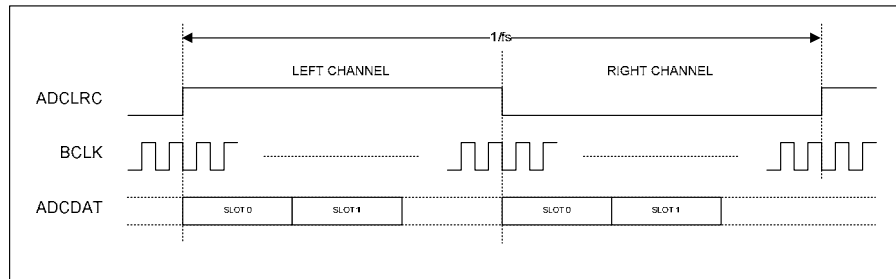 1/fs
LEFT CHANNEL RIGHT CHANNEL
ADCLRC
BCLK
ADCDAT SLOT 0 SLOT 1 SLOT 0 SLOT 1